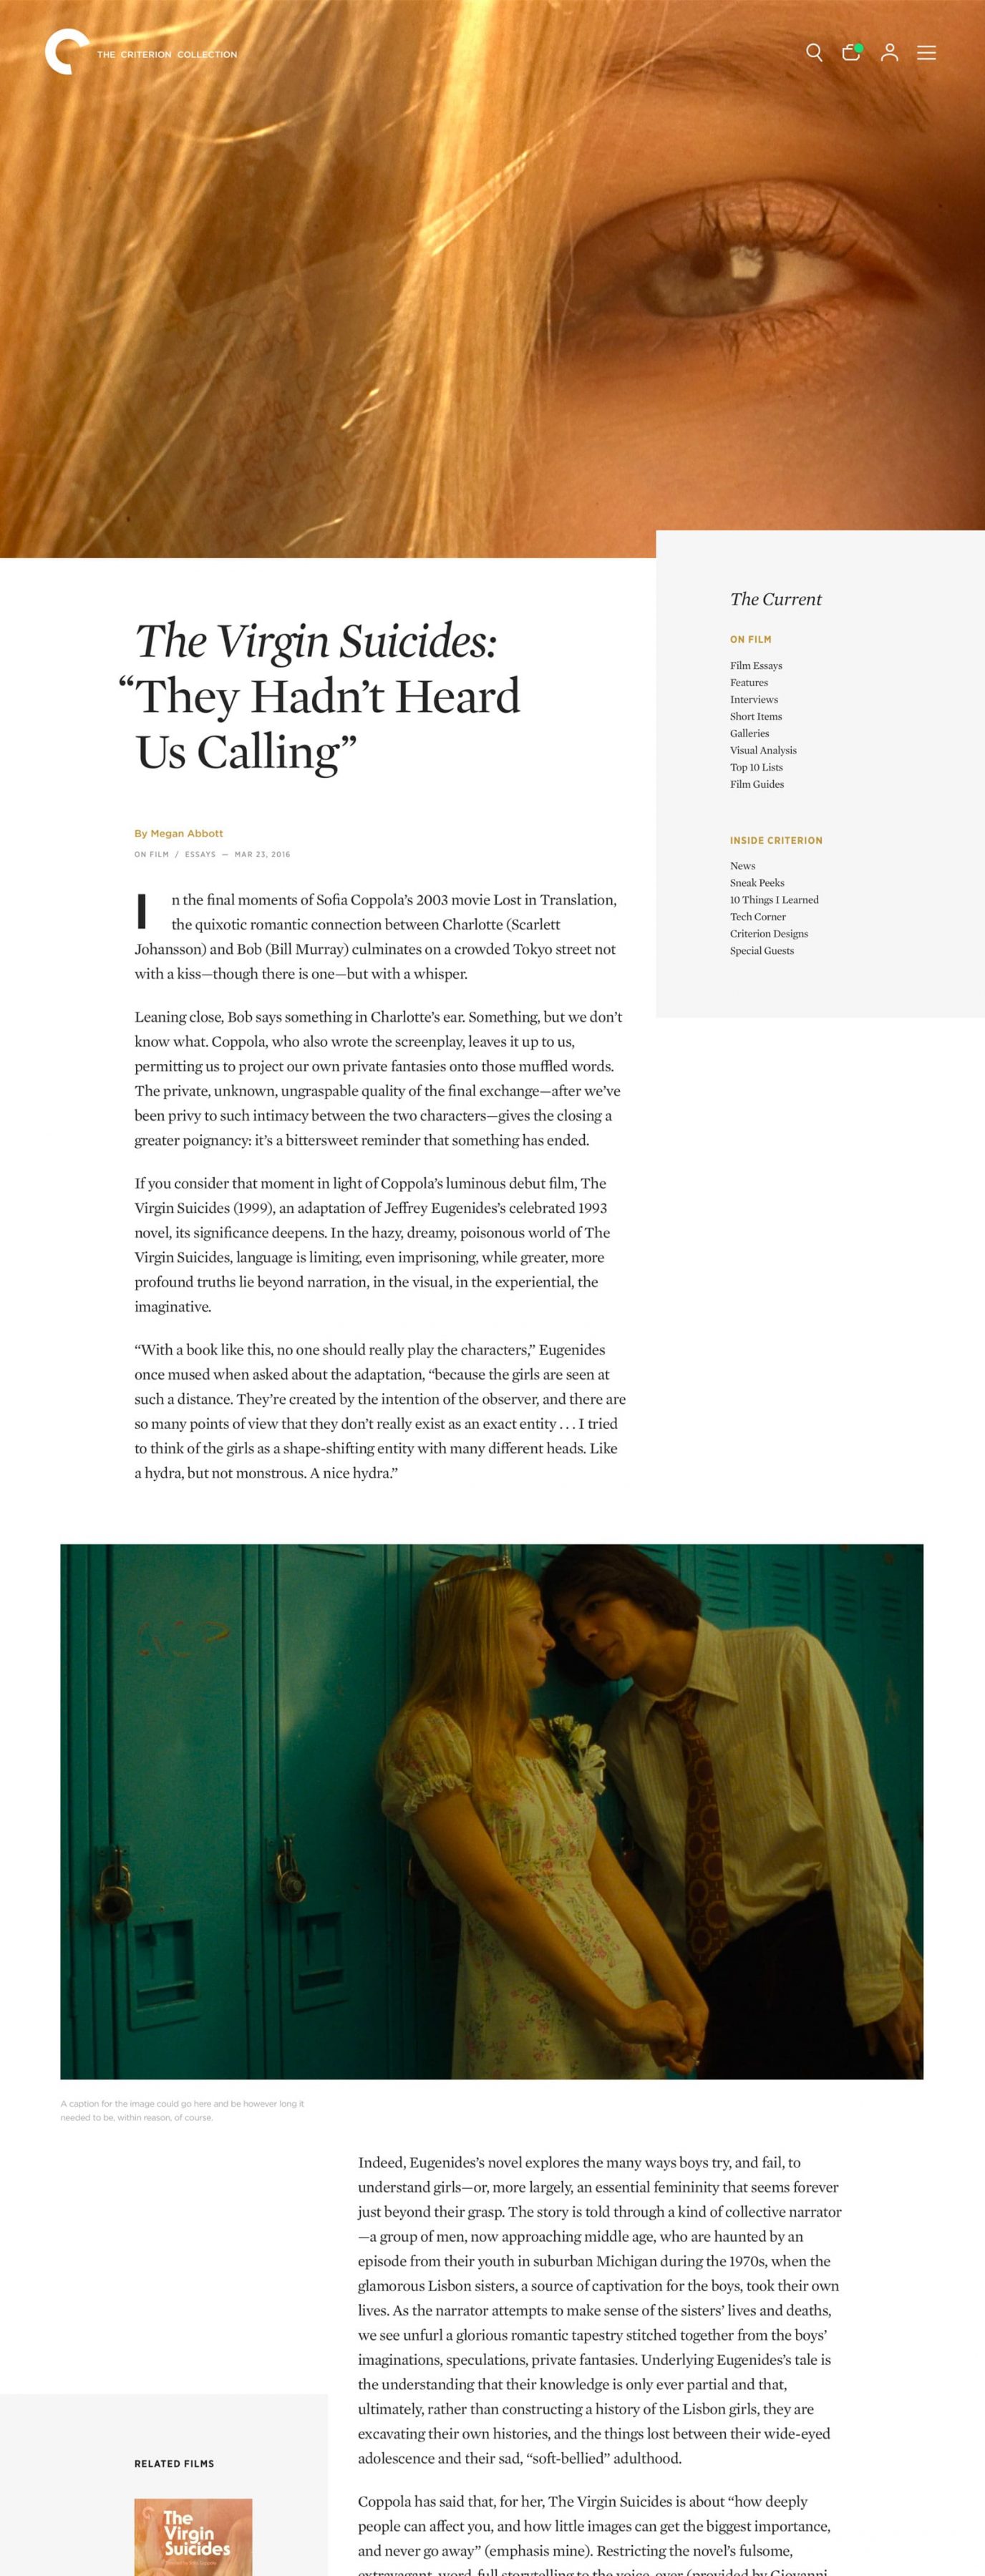 THE CRITERION COLLECTION
The Virgin Suicides:
“They Hadn’t Heard
Us Calling”
By Megan Abbott
ON FILM / ESSAYS — MAR 23, 2016
In the final moments of Sofia Coppola’s 2003 movie Lost in Translation,
the quixotic romantic connection between Charlotte (Scarlett
Johansson) and Bob (Bill Murray) culminates on a crowded Tokyo street not
with a kiss—though there is one—but with a whisper.
Leaning close, Bob says something in Charlotte’s ear. Something, but we don’t
know what. Coppola, who also wrote the screenplay, leaves it up to us,
permitting us to project our own private fantasies onto those muffled words.
The private, unknown, ungraspable quality of the final exchange—after we’ve
been privy to such intimacy between the two characters—gives the closing a
greater poignancy: it’s a bittersweet reminder that something has ended.
If you consider that moment in light of Coppola’s luminous debut film, The
Virgin Suicides (1999), an adaptation of Jeffrey Eugenides’s celebrated 1993
novel, its significance deepens. In the hazy, dreamy, poisonous world of The
Virgin Suicides, language is limiting, even imprisoning, while greater, more
profound truths lie beyond narration, in the visual, in the experiential, the
imaginative.
“With a book like this, no one should really play the characters,” Eugenides
once mused when asked about the adaptation, “because the girls are seen at
such a distance. They’re created by the intention of the observer, and there are
so many points of view that they don’t really exist as an exact entity . . . I tried
to think of the girls as a shape-shifting entity with many different heads. Like
a hydra, but not monstrous. A nice hydra.”
The Current
ON FILM
Film Essays
Features
Interviews
Short Items
Galleries
Visual Analysis
Top 10 Lists
Film Guides
INSIDE CRITERION
News
Sneak Peeks
10 Things I Learned
Tech Corner
Criterion Designs
Special Guests
A caption for the image could go here and be however long it
needed to be, within reason, of course.
Indeed, Eugenides’s novel explores the many ways boys try, and fail, to
understand girls—or, more largely, an essential femininity that seems forever
just beyond their grasp. The story is told through a kind of collective narrator
—a group of men, now approaching middle age, who are haunted by an
episode from their youth in suburban Michigan during the 1970s, when the
glamorous Lisbon sisters, a source of captivation for the boys, took their own
lives. As the narrator attempts to make sense of the sisters’ lives and deaths,
we see unfurl a glorious romantic tapestry stitched together from the boys’
imaginations, speculations, private fantasies. Underlying Eugenides’s tale is
the understanding that their knowledge is only ever partial and that,
ultimately, rather than constructing a history of the Lisbon girls, they are
excavating their own histories, and the things lost between their wide-eyed
adolescence and their sad, “soft-bellied” adulthood.
Coppola has said that, for her, The Virgin Suicides is about “how deeply
people can affect you, and how little images can get the biggest importance,
and never go away” (emphasis mine). Restricting the novel’s fulsome,
extravagant, word-full storytelling to the voice-over (provided by Giovanni
RELATED FILMS
The
Virgin
Suicides